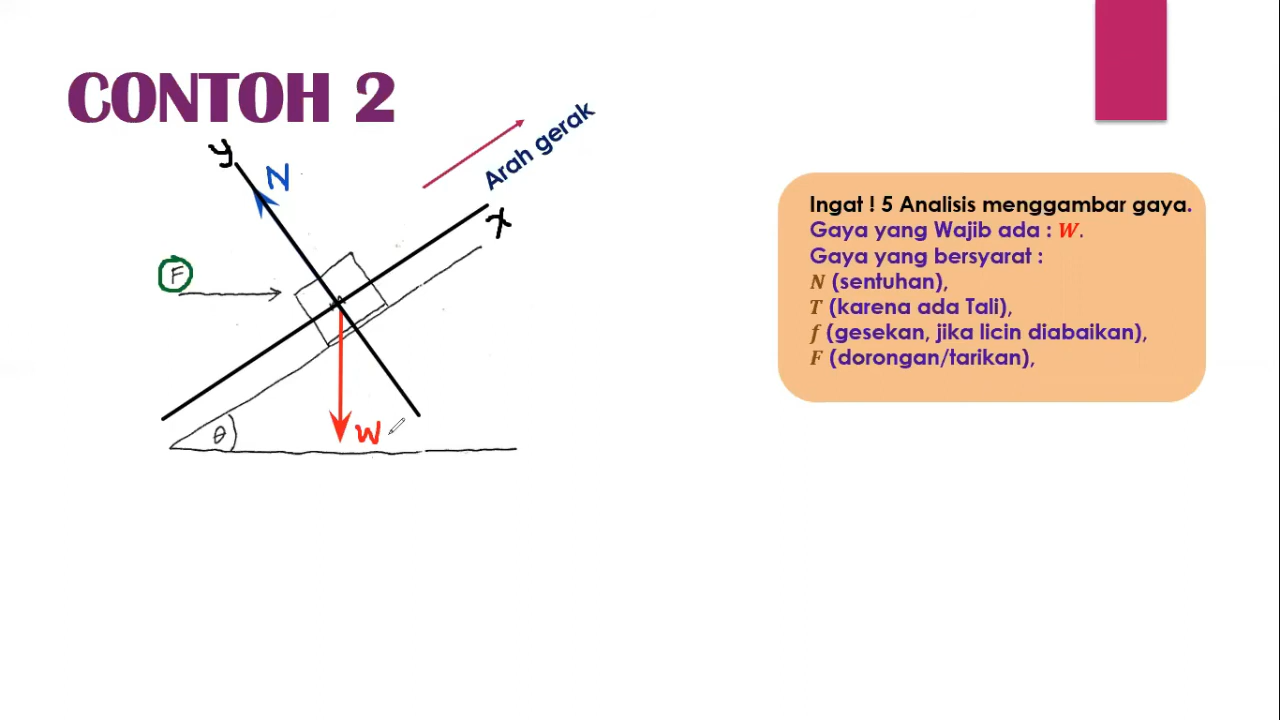 CONTOH 2
y
N
Arah gerak
x
F
W
θ
Ingat ! 5 Analisis menggambar gaya.
Gaya yang Wajib ada : W.
Gaya yang bersyarat :
N (sentuhan),
T (karena ada Tali),
f (gesekan, jika licin diabaikan),
F (dorongan/tarikan),